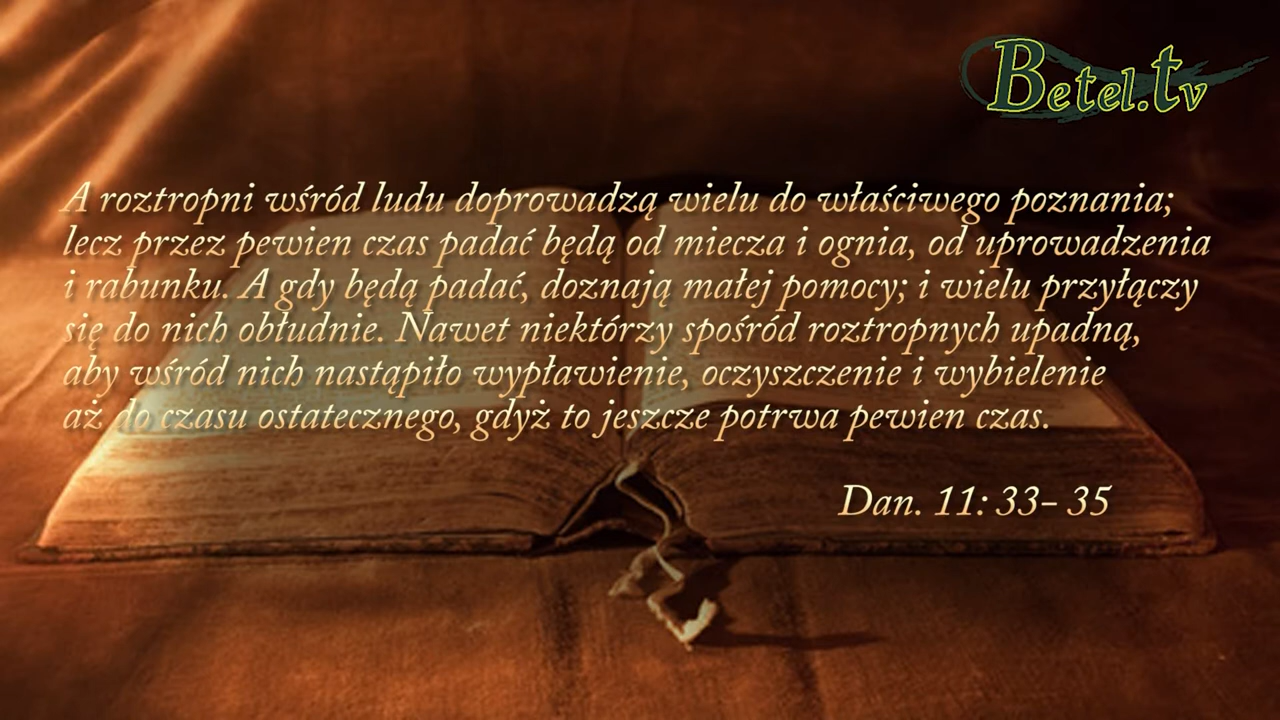 Betel.tv
A roztropni wśród ludu doprowadzą wielu do właściwego poznania;
lecz przez pewien czas padać będą od miecza i ognia, od uprowadzenia
i rabunku. A gdy będą padać, doznają małej pomocy; i wielu przyłączy
się do nich obłudnie. Nawet niektórzy spośród roztropnych upadną,
aby wśród nich nastąpiło wypławienie, oczyszczenie i wybielenie
aż do czasu ostatecznego, gdyż to jeszcze potrwa pewien czas.
Dan. 11: 33- 35